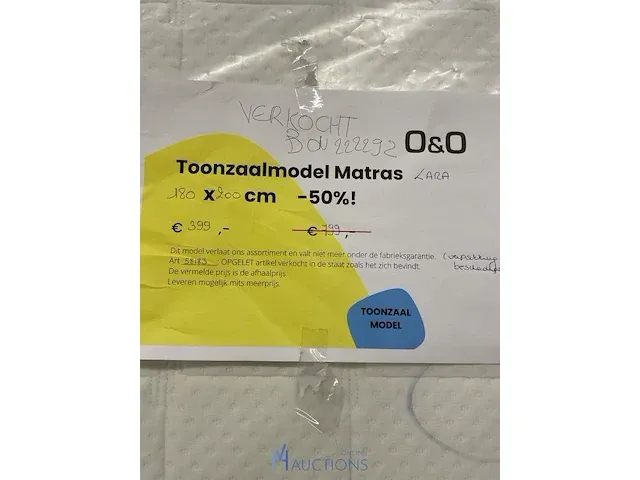 VERKOCHT
BON 222292
O&O
Toonzaalmodel Matras LARA
180 x 200 cm -50%!
€ 399 ,- € 799 ,-
Dit model verlaat ons assortiment en valt niet meer onder de fabrieksgarantie. (verpakking
Art 58183 OPGELET artikel verkocht in de staat zoals het zich bevindt.
De vermelde prijs is de afhaalprijs.
Leveren mogelijk mits meerprijs.
TOONZAAL
MODEL
AUCTIONS